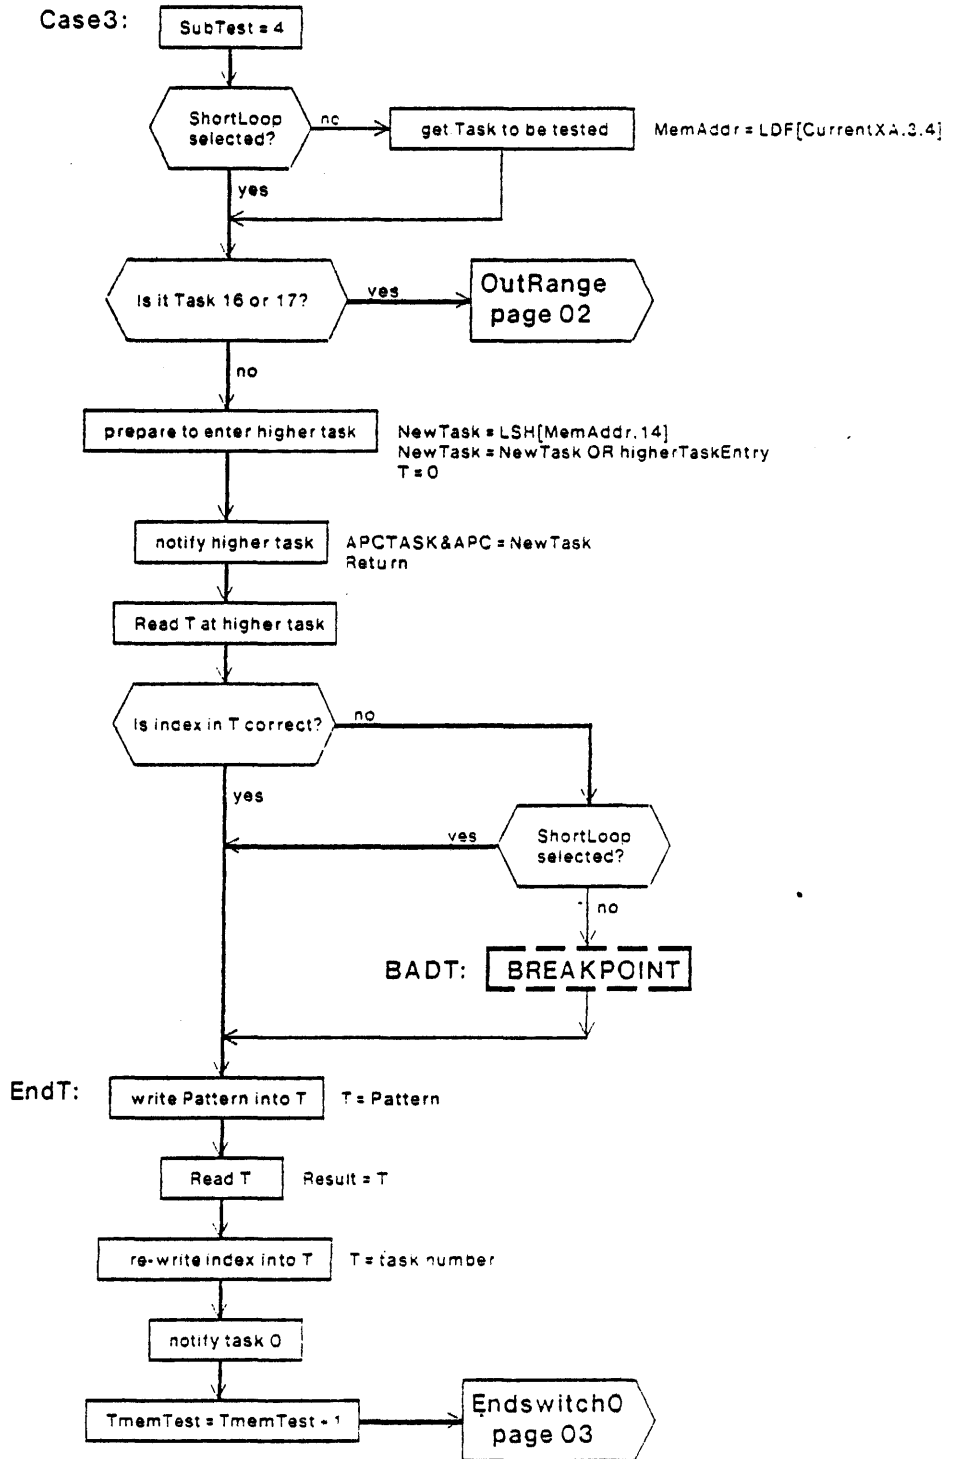 Case3:
SubTest = 4
ShortLoop
selected?
no
get Task to be tested
MemAddr = LDF[CurrentXA.3.4]
yes
Is it Task 16 or 17?
yes
OutRange
page 02
no
prepare to enter higher task
NewTask = LSH[MemAddr.14]
NewTask = NewTask OR higherTaskEntry
T = 0
notify higher task
APCTASK&APC = NewTask
Return
Read T at higher task
Is index in T correct?
no
yes
yes
ShortLoop
selected?
no
BADT:
BREAKPOINT
EndT:
write Pattern into T
T = Pattern
Read T
Result = T
re-write index into T
T = task number
notify task 0
TmemTest = TmemTest + 1
Endswitch0
page 03